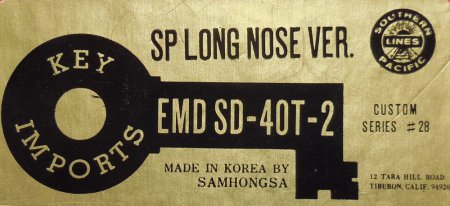 SP LONG NOSE VER.
SOUTHERN
LINES
PACIFIC
KEY
IMPORTS
EMD SD-40T-2
CUSTOM
SERIES #28
MADE IN KOREA BY
SAMHONGSA
12 TARA HILL ROAD
TIBURON, CALIF. 94920